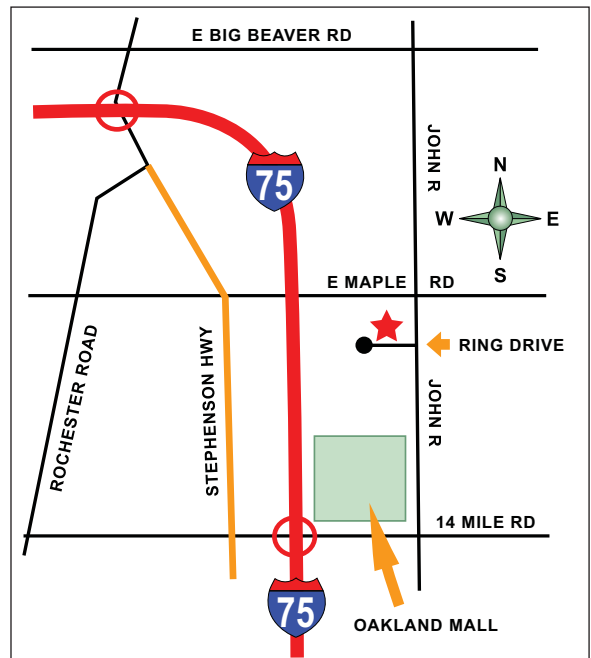 E BIG BEAVER RD
JOHN R
75
N
W E
S
E MAPLE RD
RING DRIVE
ROCHESTER ROAD
STEPHENSON HWY
JOHN R
14 MILE RD
75
OAKLAND MALL